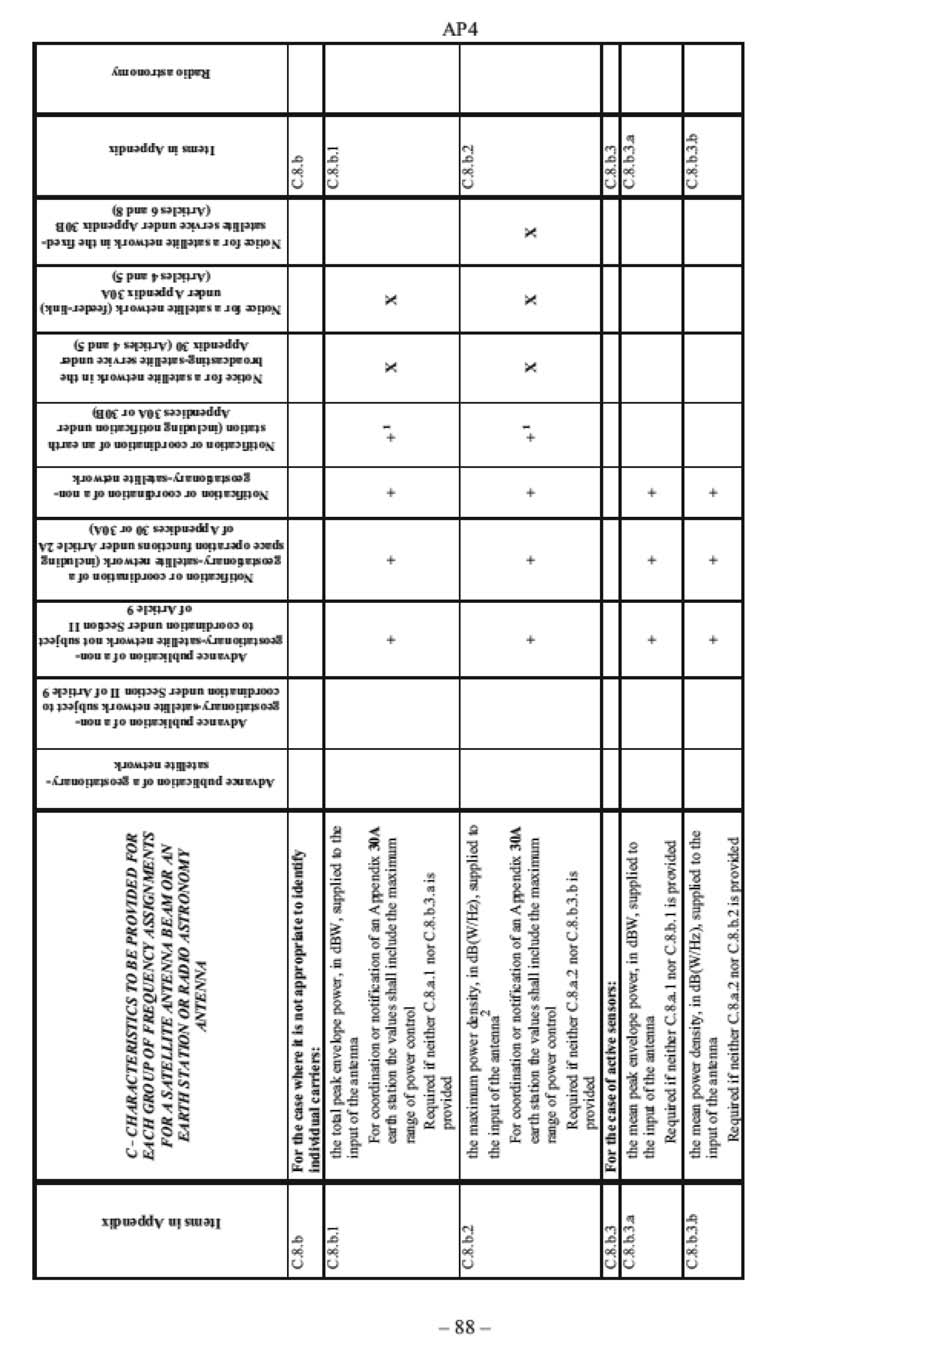 AP4
Items in Appendix
C - CHARACTERISTICS TO BE PROVIDED FOR
EACH GROUP OF FREQUENCY ASSIGNMENTS
FOR A SATELLITE ANTENNA BEAM OR AN
EARTH STATION OR RADIO ASTRONOMY
ANTENNA
Advance publication of a geostationary-
satellite network
Advance publication of a non-
geostationary-satellite network subject to
coordination under Section II of Article 9
Advance publication of a non-
geostationary-satellite network not subject
to coordination under Section II
of Article 9
Notification or coordination of a
geostationary-satellite network (including
space operation functions under Article 2A
of Appendices 30 or 30A)
Notification or coordination of a non-
geostationary-satellite network
Notification or coordination of an earth
station (including notification under
Appendices 30A or 30B)
Notice for a satellite network in the
broadcasting-satellite service under
Appendix 30 (Articles 4 and 5)
Notice for a satellite network (feeder-link)
under Appendix 30A
(Articles 4 and 5)
Notice for a satellite network in the fixed-
satellite service under Appendix 30B
(Articles 6 and 8)
Items in Appendix
Radio astronomy
C.8.b
For the case where it is not appropriate to identify
individual carriers:
C.8.b
C.8.b.1
the total peak envelope power, in dBW, supplied to the
input of the antenna
For coordination or notification of an Appendix 30A
earth station the values shall include the maximum
range of power control
Required if neither C.8.a.1 nor C.8.b.3.a is
provided
+ + + +1 X X
C.8.b.1
C.8.b.2
the maximum power density, in dB(W/Hz), supplied to
the input of the antenna2
For coordination or notification of an Appendix 30A
earth station the values shall include the maximum
range of power control
Required if neither C.8.a.2 nor C.8.b.3.b is
provided
+ + + +1 X X X
C.8.b.2
C.8.b.3
For the case of active sensors:
C.8.b.3
C.8.b.3.a
the mean peak envelope power, in dBW, supplied to
the input of the antenna
Required if neither C.8.a.1 nor C.8.b.1 is provided
+ + +
C.8.b.3.a
C.8.b.3.b
the mean power density, in dB(W/Hz), supplied to the
input of the antenna
Required if neither C.8.a.2 nor C.8.b.2 is provided
+ + +
C.8.b.3.b
– 88 –